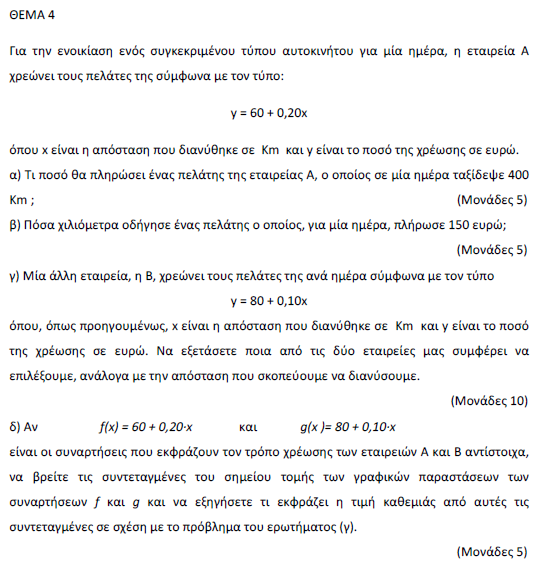 ΘΕΜΑ 4
Για την ενοικίαση ενός συγκεκριμένου τύπου αυτοκινήτου για μία ημέρα, η εταιρεία Α
χρεώνει τους πελάτες της σύμφωνα με τον τύπο:
y = 60 + 0,20x
όπου x είναι η απόσταση που διανύθηκε σε Km και y είναι το ποσό της χρέωσης σε ευρώ.
α) Τι ποσό θα πληρώσει ένας πελάτης της εταιρείας Α, ο οποίος σε μία ημέρα ταξίδεψε 400
Km ; (Μονάδες 5)
β) Πόσα χιλιόμετρα οδήγησε ένας πελάτης ο οποίος, για μία ημέρα, πλήρωσε 150 ευρώ;
(Μονάδες 5)
γ) Μία άλλη εταιρεία, η Β, χρεώνει τους πελάτες της ανά ημέρα σύμφωνα με τον τύπο
y = 80 + 0,10x
όπου, όπως προηγουμένως, x είναι η απόσταση που διανύθηκε σε Km και y είναι το ποσό
της χρέωσης σε ευρώ. Να εξετάσετε ποια από τις δύο εταιρείες μας συμφέρει να
επιλέξουμε, ανάλογα με την απόσταση που σκοπεύουμε να διανύσουμε.
(Μονάδες 10)
δ) Αν f(x) = 60 + 0,20·x και g(x )= 80 + 0,10·x
είναι οι συναρτήσεις που εκφράζουν τον τρόπο χρέωσης των εταιρειών Α και Β αντίστοιχα,
να βρείτε τις συντεταγμένες του σημείου τομής των γραφικών παραστάσεων των
συναρτήσεων f και g και να εξηγήσετε τι εκφράζει η τιμή καθεμιάς από αυτές τις
συντεταγμένες σε σχέση με το πρόβλημα του ερωτήματος (γ).
(Μονάδες 5)